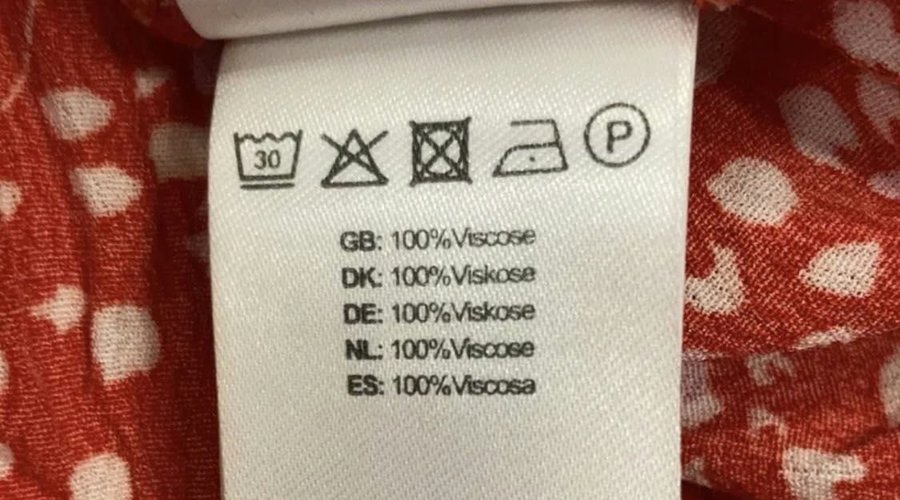 30 P
GB: 100%Viscose
DK: 100%Viskose
DE: 100%Viskose
NL: 100%Viscose
ES: 100%Viscosa